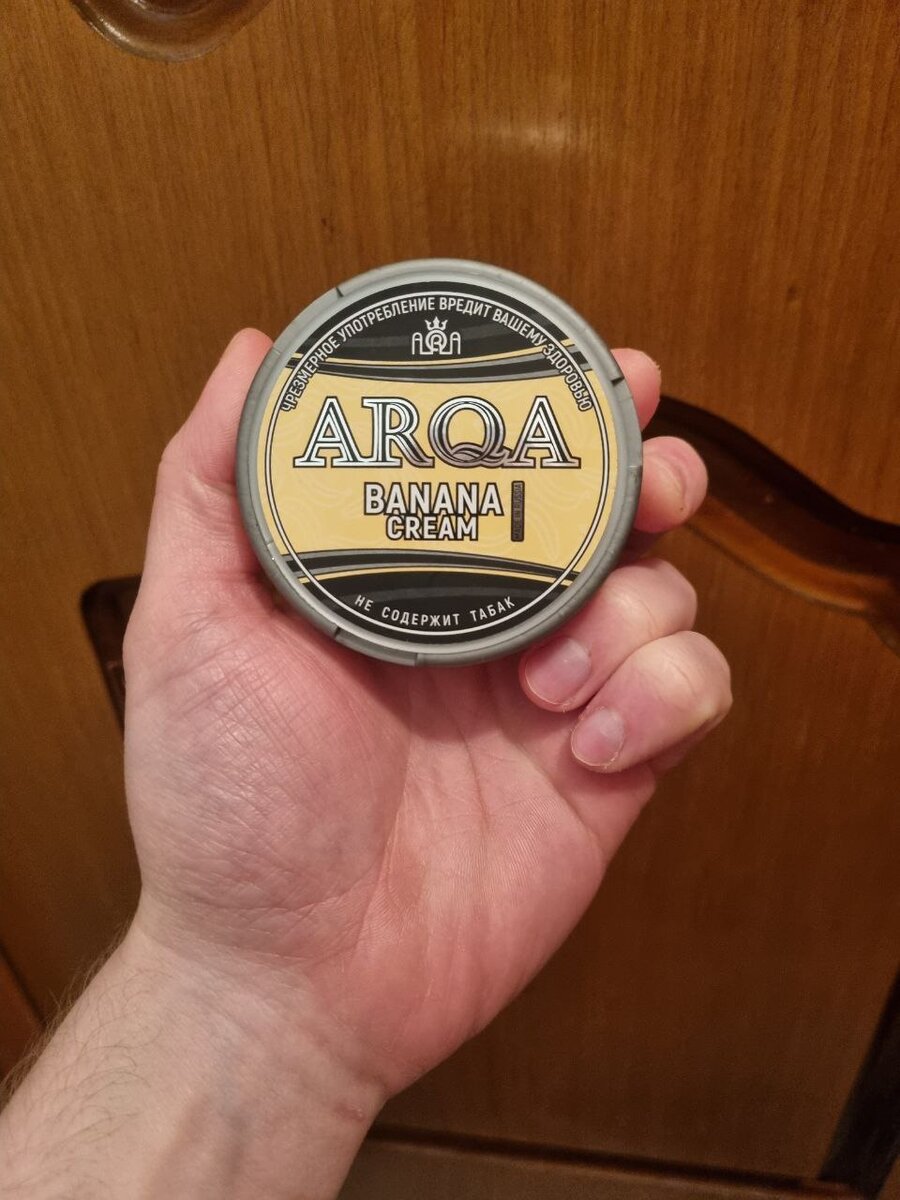 ЧРЕЗМЕРНОЕ УПОТРЕБЛЕНИЕ ВРЕДИТ ВАШЕМУ ЗДОРОВЬЮ
ARQA
ARQA
BANANA
CREAM
НЕ СОДЕРЖИТ ТАБАК